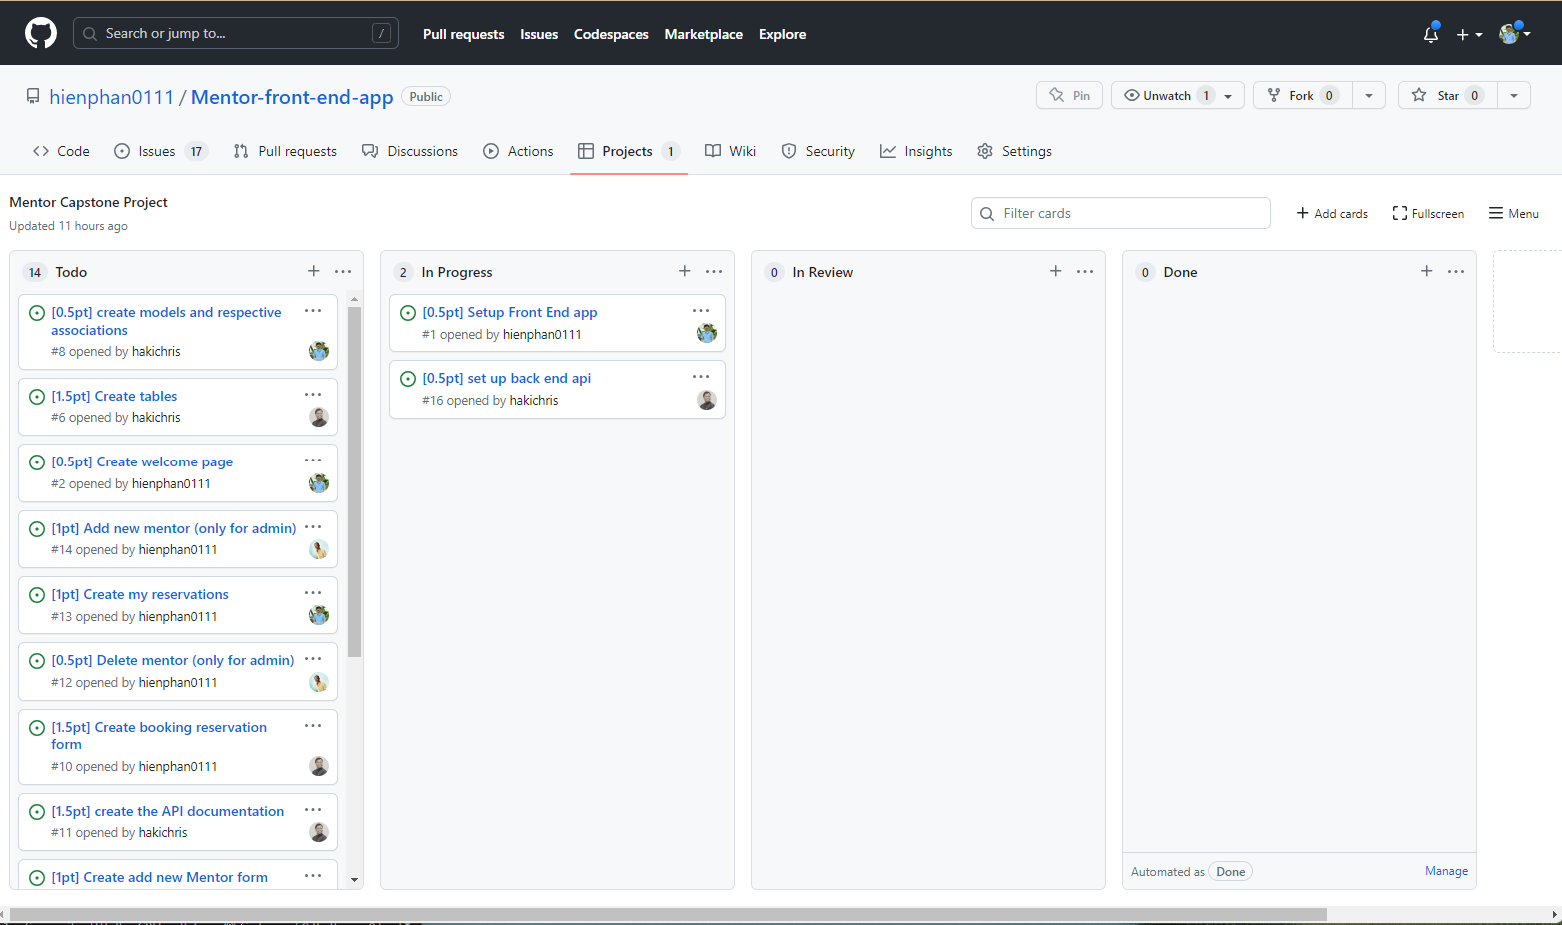 Search or jump to...
/
Pull requests
Issues
Codespaces
Marketplace
Explore
hienphan0111 / Mentor-front-end-app
Public
Pin
Unwatch 1
Fork 0
Star 0
Code
Issues 17
Pull requests
Discussions
Actions
Projects 1
Wiki
Security
Insights
Settings
Mentor Capstone Project
Updated 11 hours ago
Filter cards
Add cards
Fullscreen
Menu
14 Todo
[0.5pt] create models and respective
associations
#8 opened by hakichris
[1.5pt] Create tables
#6 opened by hakichris
[0.5pt] Create welcome page
#2 opened by hienphan0111
[1pt] Add new mentor (only for admin)
#14 opened by hienphan0111
[1pt] Create my reservations
#13 opened by hienphan0111
[0.5pt] Delete mentor (only for admin)
#12 opened by hienphan0111
[1.5pt] Create booking reservation
form
#10 opened by hienphan0111
[1.5pt] create the API documentation
#11 opened by hakichris
[1pt] Create add new Mentor form
2 In Progress
[0.5pt] Setup Front End app
#1 opened by hienphan0111
[0.5pt] set up back end api
#16 opened by hakichris
0 In Review
0 Done
Automated as Done
Manage